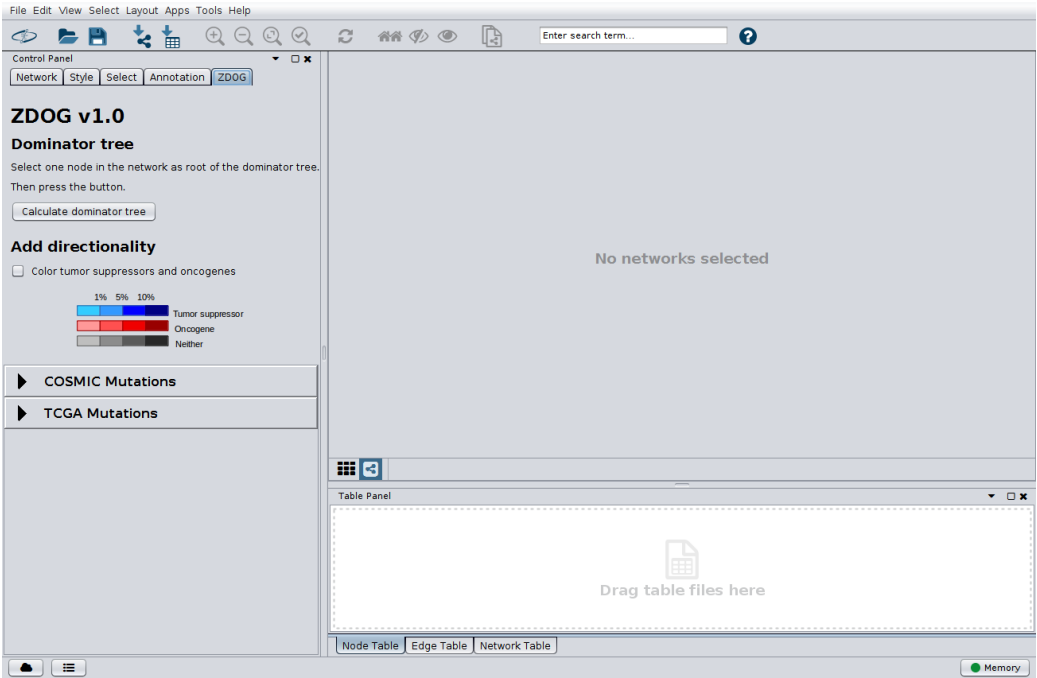 File Edit View Select Layout Apps Tools Help
Enter search term...
Control Panel
Network Style Select Annotation ZDOG
ZDOG v1.0
Dominator tree
Select one node in the network as root of the dominator tree.
Then press the button.
Calculate dominator tree
Add directionality
Color tumor suppressors and oncogenes
1% 5% 10%
Tumor suppressor
Oncogene
Neither
COSMIC Mutations
TCGA Mutations
No networks selected
Table Panel
Drag table files here
Node Table Edge Table Network Table
Memory